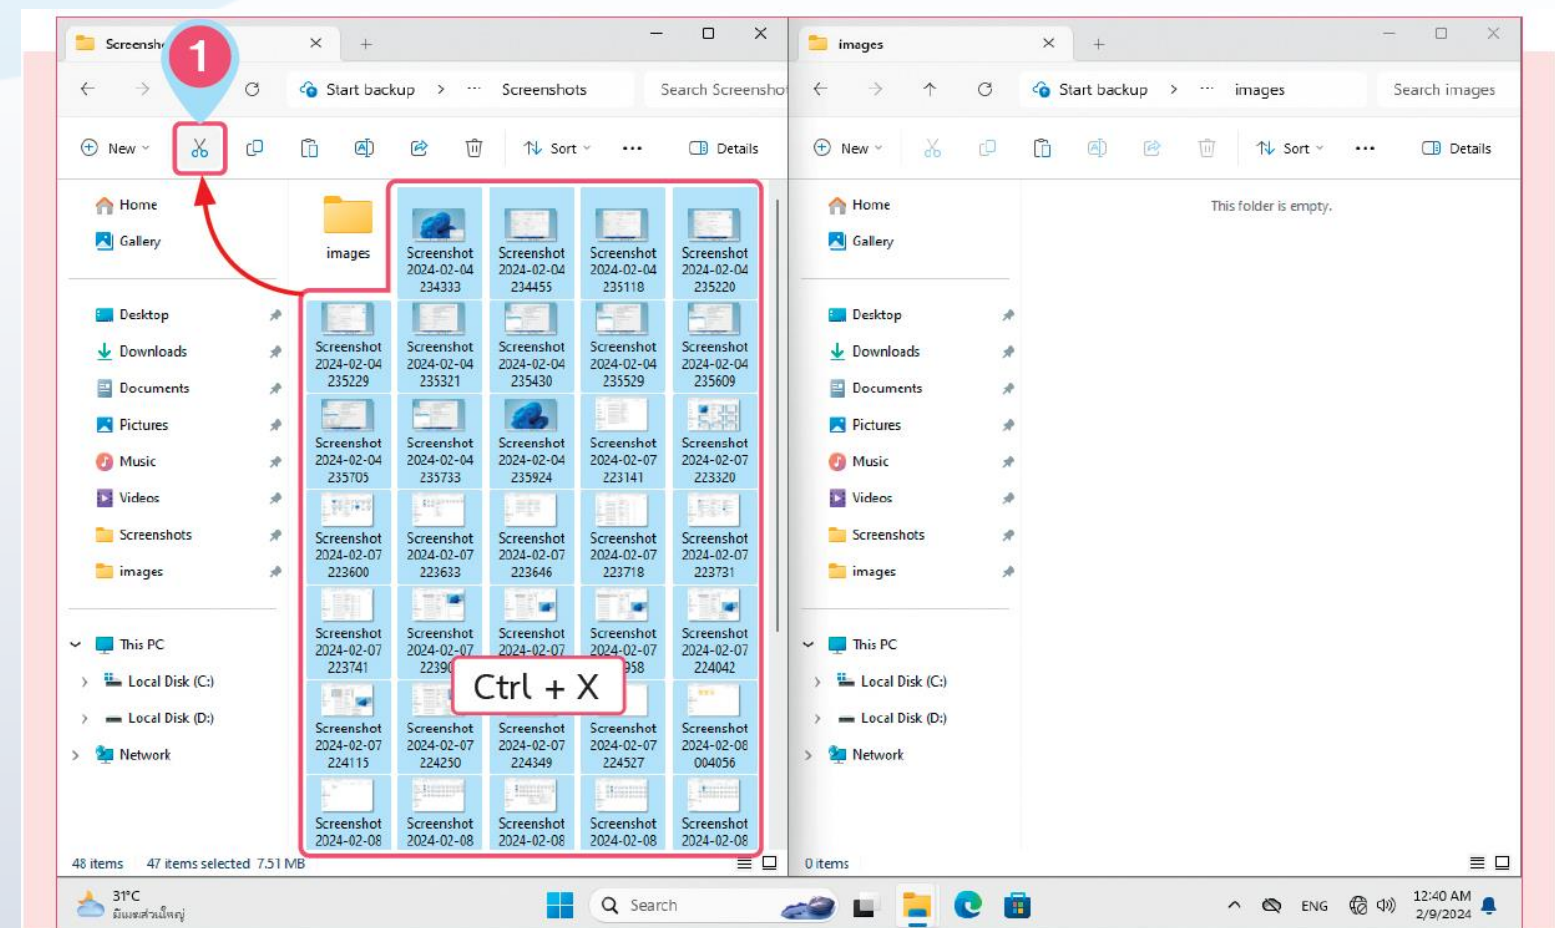 Screensh
1
Start backup > ··· Screenshots
Search Screensho
New
Sort
Details
Home
Gallery
Desktop
Downloads
Documents
Pictures
Music
Videos
Screenshots
images
This PC
Local Disk (C:)
Local Disk (D:)
Network
images
Screenshot 2024-02-04 234333
Screenshot 2024-02-04 234455
Screenshot 2024-02-04 235118
Screenshot 2024-02-04 235220
Screenshot 2024-02-04 235229
Screenshot 2024-02-04 235321
Screenshot 2024-02-04 235430
Screenshot 2024-02-04 235529
Screenshot 2024-02-04 235609
Screenshot 2024-02-04 235705
Screenshot 2024-02-04 235733
Screenshot 2024-02-04 235924
Screenshot 2024-02-07 223141
Screenshot 2024-02-07 223320
Screenshot 2024-02-07 223600
Screenshot 2024-02-07 223633
Screenshot 2024-02-07 223646
Screenshot 2024-02-07 223718
Screenshot 2024-02-07 223731
Screenshot 2024-02-07 223741
Screenshot 2024-02-07 2239
Screenshot 2024-02-07
Screenshot 2024-02-07 958
Screenshot 2024-02-07 224042
Ctrl + X
Screenshot 2024-02-07 224115
Screenshot 2024-02-07 224250
Screenshot 2024-02-07 224349
Screenshot 2024-02-07 224527
Screenshot 2024-02-08 004056
Screenshot 2024-02-08
Screenshot 2024-02-08
Screenshot 2024-02-08
Screenshot 2024-02-08
Screenshot 2024-02-08
48 items 47 items selected 7.51 MB
images
Start backup > ··· images
Search images
New
Sort
Details
Home
Gallery
Desktop
Downloads
Documents
Pictures
Music
Videos
Screenshots
images
This PC
Local Disk (C:)
Local Disk (D:)
Network
This folder is empty.
0 items
31°C
มีแดดส่วนใหญ่
Search
ENG
12:40 AM
2/9/2024